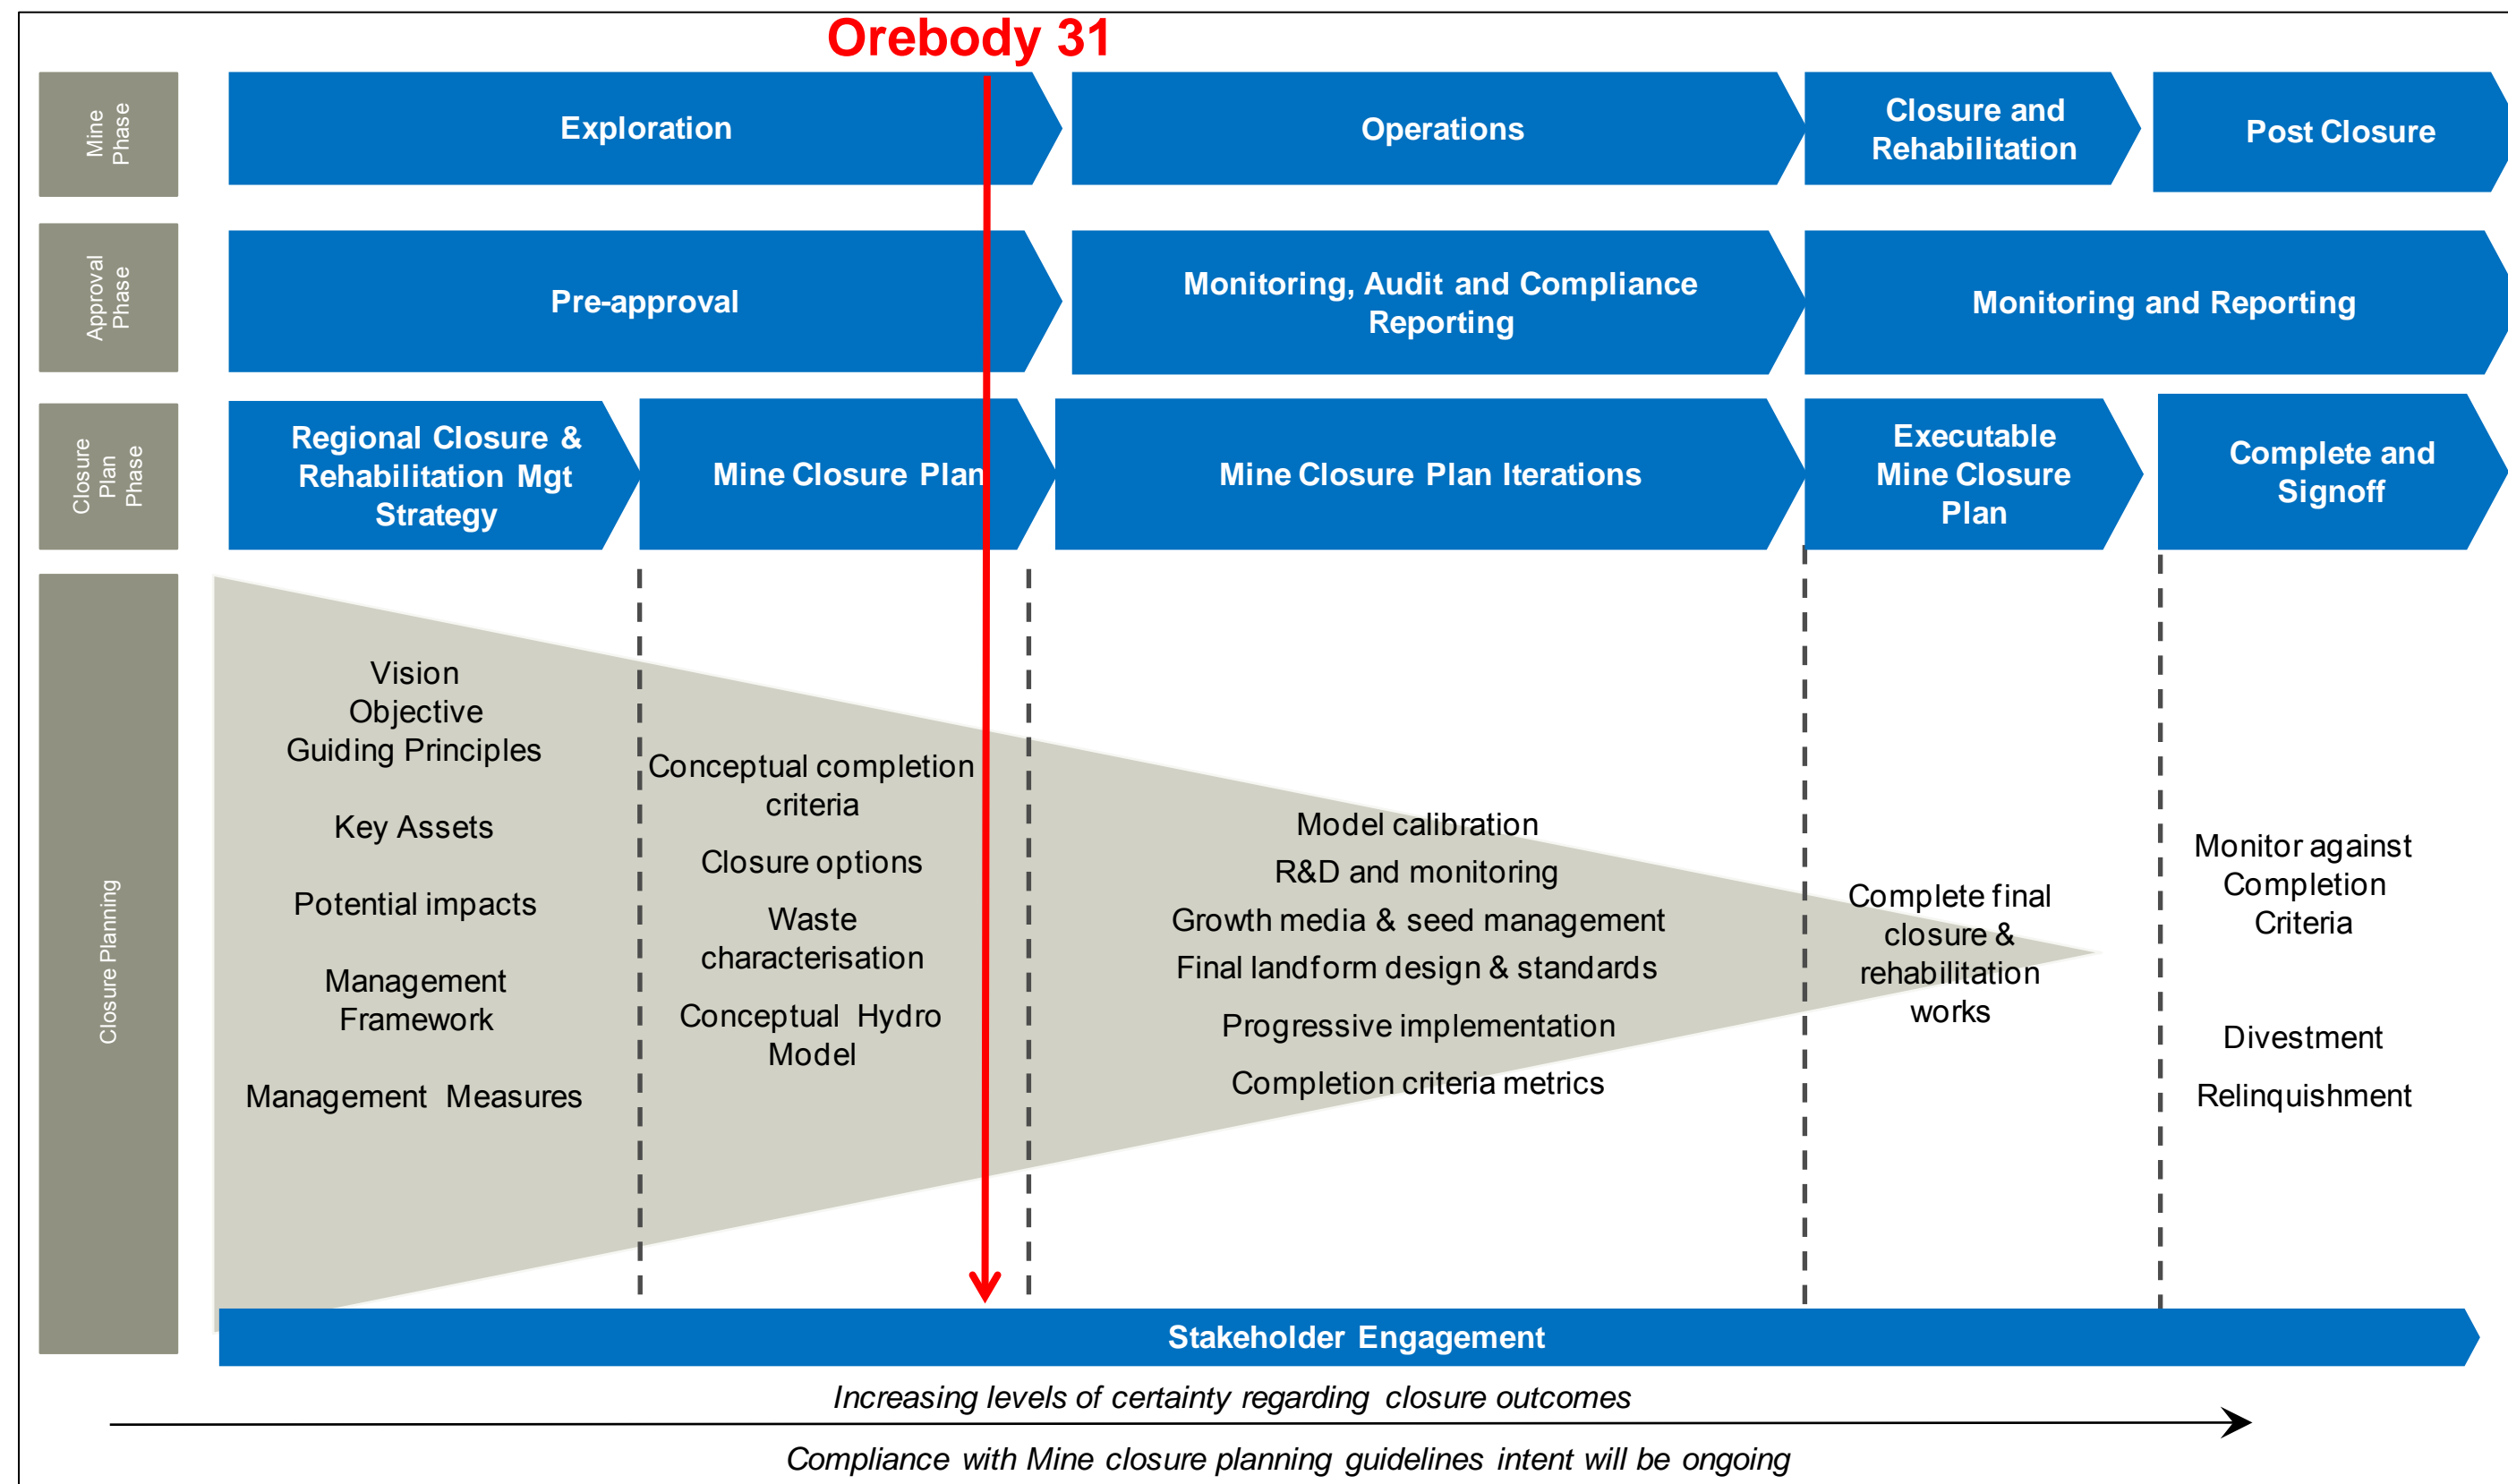 Orebody 31
Mine
Phase
Exploration
Operations
Closure and
Rehabilitation
Post Closure
Approval
Phase
Pre-approval
Monitoring, Audit and Compliance
Reporting
Monitoring and Reporting
Closure
Plan
Phase
Regional Closure &
Rehabilitation Mgt
Strategy
Mine Closure Plan
Mine Closure Plan Iterations
Executable
Mine Closure
Plan
Complete and
Signoff
Closure Planning
Vision
Objective
Guiding Principles
Key Assets
Potential impacts
Management
Framework
Management Measures
Conceptual completion
criteria
Closure options
Waste
characterisation
Conceptual Hydro
Model
Model calibration
R&D and monitoring
Growth media & seed management
Final landform design & standards
Progressive implementation
Completion criteria metrics
Complete final
closure &
rehabilitation
works
Monitor against
Completion
Criteria
Divestment
Relinquishment
Stakeholder Engagement
Increasing levels of certainty regarding closure outcomes
Compliance with Mine closure planning guidelines intent will be ongoing